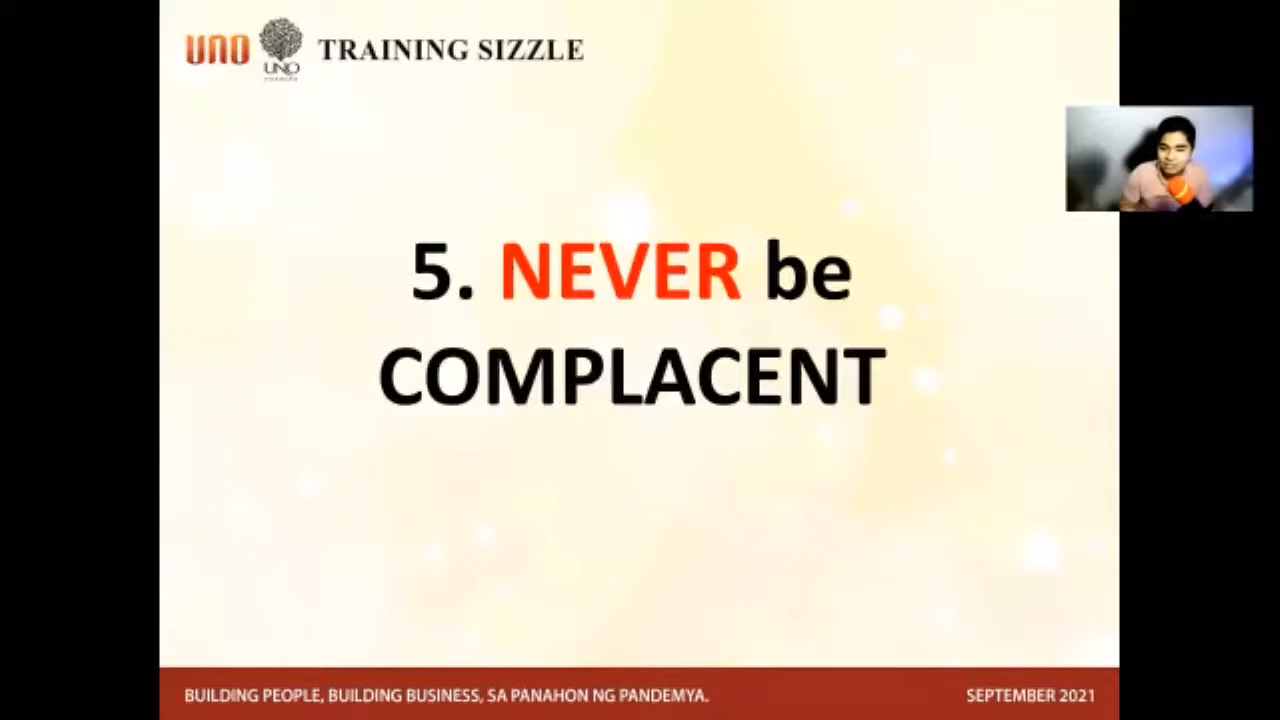 UNO
UNO
TRAINING SIZZLE
5. NEVER be
COMPLACENT
BUILDING PEOPLE, BUILDING BUSINESS, SA PANAHON NG PANDEMYA.
SEPTEMBER 2021